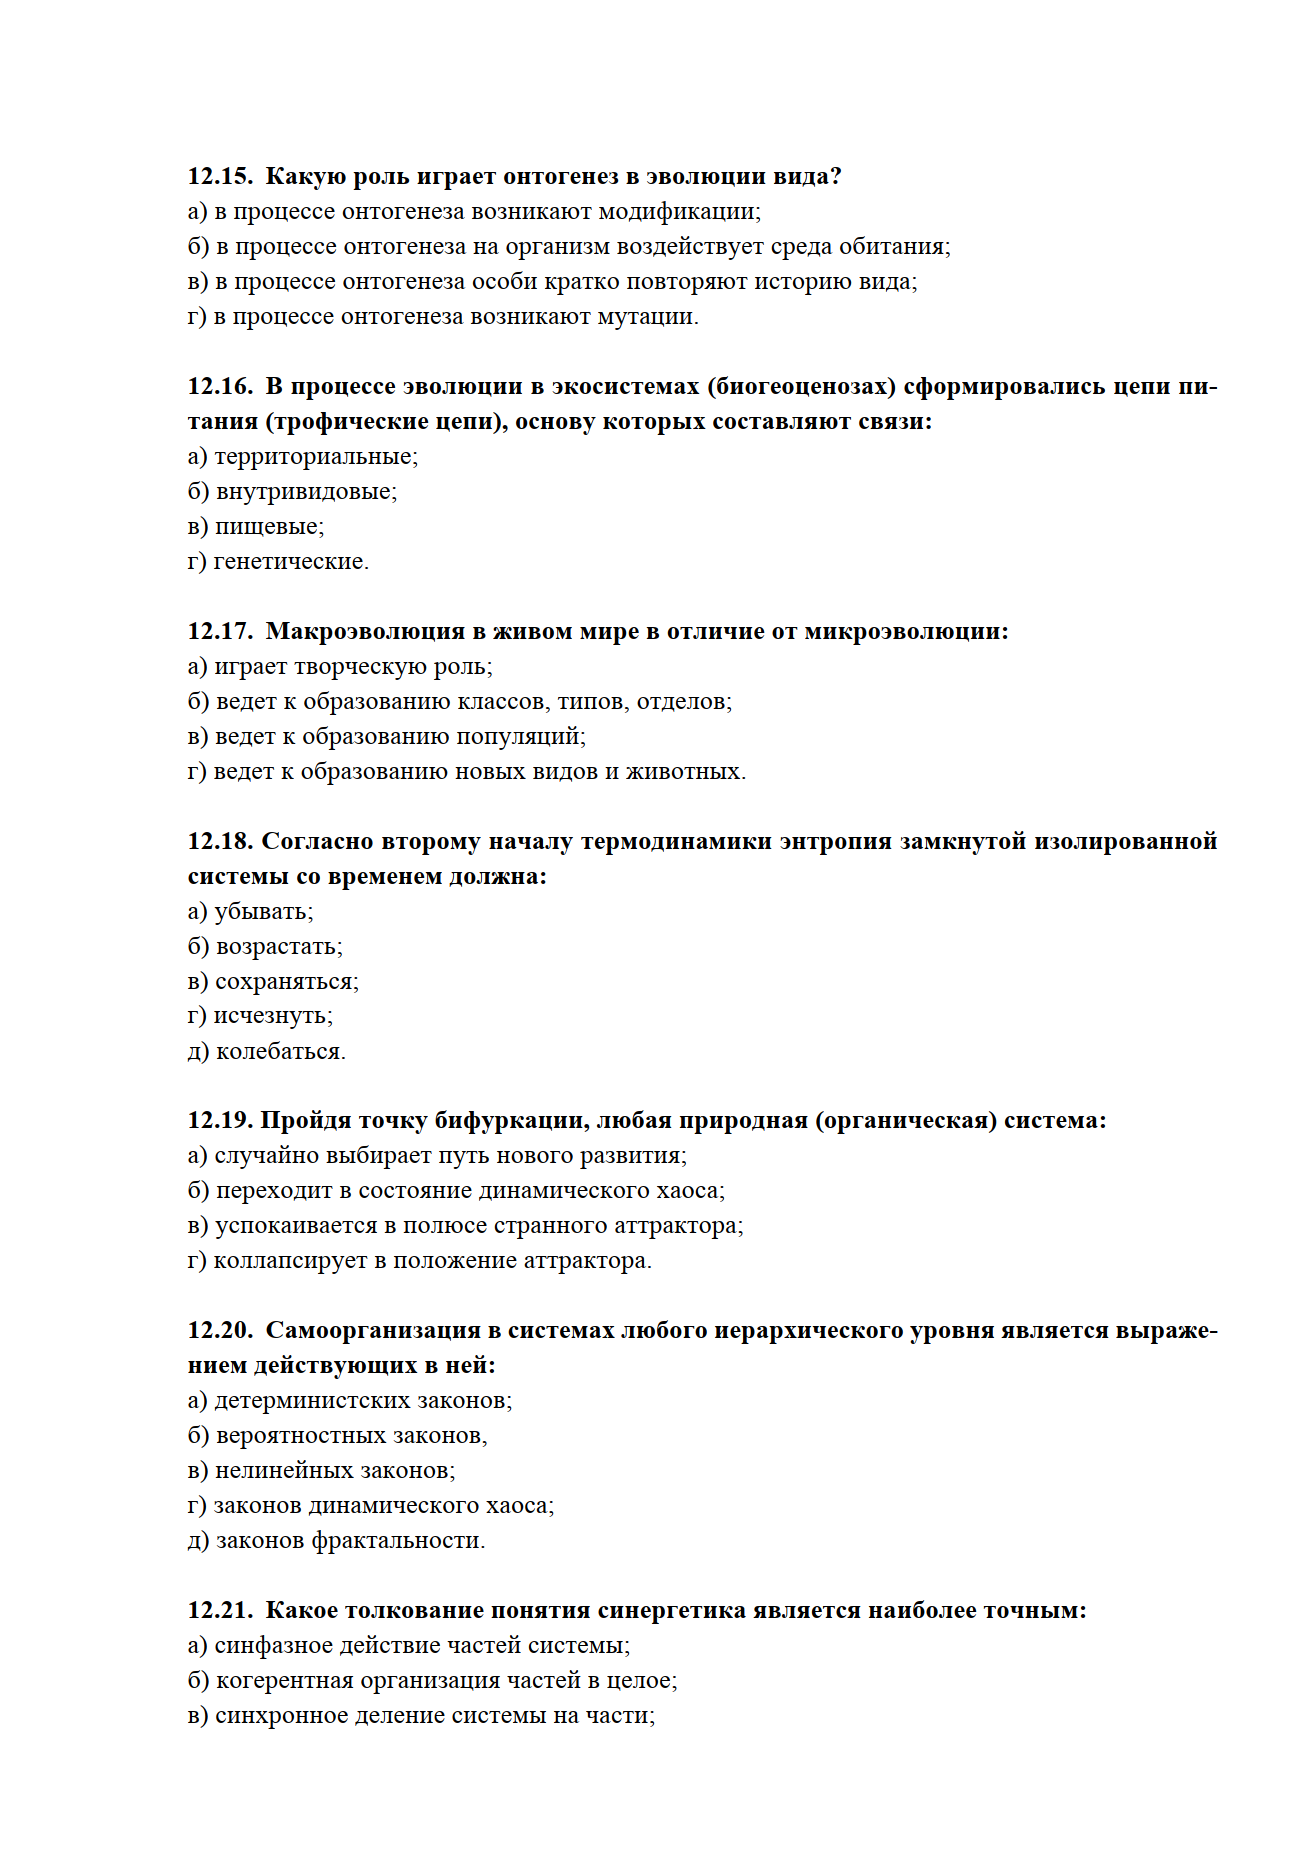 12.15. Какую роль играет онтогенез в эволюции вида?
а) в процессе онтогенеза возникают модификации;
б) в процессе онтогенеза на организм воздействует среда обитания;
в) в процессе онтогенеза особи кратко повторяют историю вида;
г) в процессе онтогенеза возникают мутации.
12.16. В процессе эволюции в экосистемах (биогеоценозах) сформировались цепи пи-
тания (трофические цепи), основу которых составляют связи:
а) территориальные;
б) внутривидовые;
в) пищевые;
г) генетические.
12.17. Макроэволюция в живом мире в отличие от микроэволюции:
а) играет творческую роль;
б) ведет к образованию классов, типов, отделов;
в) ведет к образованию популяций;
г) ведет к образованию новых видов и животных.
12.18. Согласно второму началу термодинамики энтропия замкнутой изолированной
системы со временем должна:
а) убывать;
б) возрастать;
в) сохраняться;
г) исчезнуть;
д) колебаться.
12.19. Пройдя точку бифуркации, любая природная (органическая) система:
а) случайно выбирает путь нового развития;
б) переходит в состояние динамического хаоса;
в) успокаивается в полюсе странного аттрактора;
г) коллапсирует в положение аттрактора.
12.20. Самоорганизация в системах любого иерархического уровня является выраже-
нием действующих в ней:
а) детерминистских законов;
б) вероятностных законов,
в) нелинейных законов;
г) законов динамического хаоса;
д) законов фрактальности.
12.21. Какое толкование понятия синергетика является наиболее точным:
а) синфазное действие частей системы;
б) когерентная организация частей в целое;
в) синхронное деление системы на части;